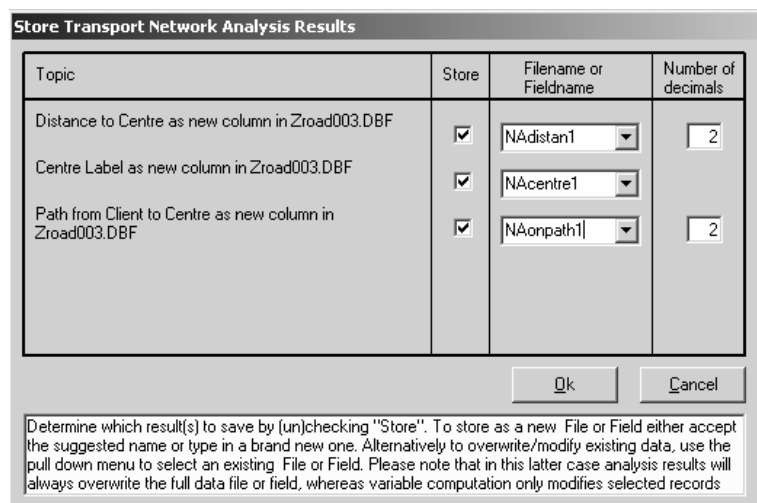 Store Transport Network Analysis Results
Topic Store Filename or Fieldname Number of decimals
Distance to Centre as new column in Zroad003.DBF NAdistan1 2
Centre Label as new column in Zroad003.DBF NAcentre1
Path from Client to Centre as new column in
Zroad003.DBF NAonpath1 2
Ok Cancel
Determine which result(s) to save by (un)checking "Store". To store as a new File or Field either accept
the suggested name or type in a brand new one. Alternatively to overwrite/modify existing data, use the
pull down menu to select an existing File or Field. Please note that in this latter case analysis results will
always overwrite the full data file or field, whereas variable computation only modifies selected records